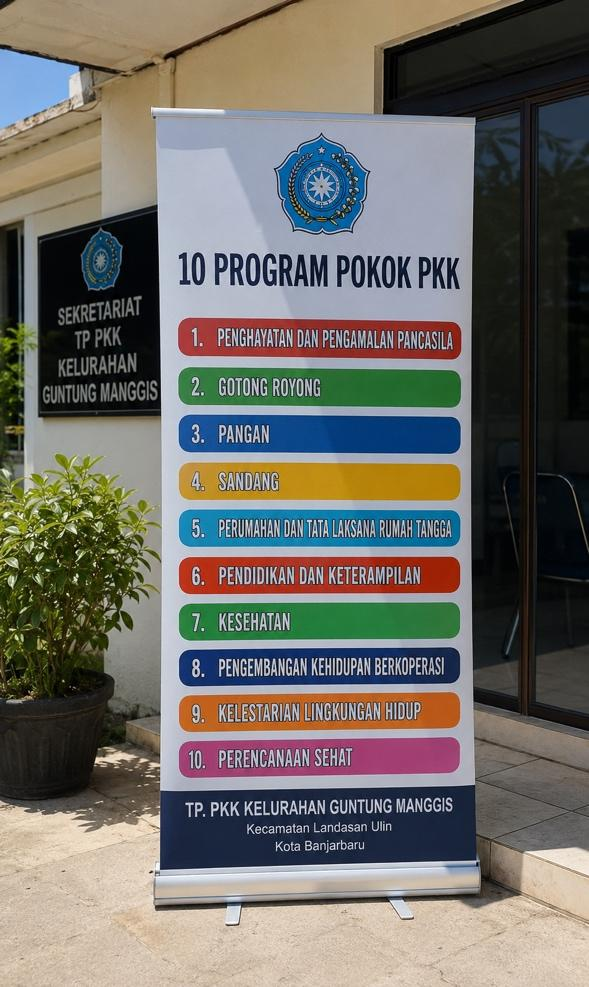 10 PROGRAM POKOK PKK
1. PENGHAYATAN DAN PENGAMALAN PANCASILA
2. GOTONG ROYONG
3. PANGAN
4. SANDANG
5. PERUMAHAN DAN TATA LAKSANA RUMAH TANGGA
6. PENDIDIKAN DAN KETERAMPILAN
7. KESEHATAN
8. PENGEMBANGAN KEHIDUPAN BERKOPERASI
9. KELESTARIAN LINGKUNGAN HIDUP
10. PERENCANAAN SEHAT
TP. PKK KELURAHAN GUNTUNG MANGGIS
Kecamatan Landasan Ulin
Kota Banjarbaru
SEKRETARIAT
TP PKK
KELURAHAN
GUNTUNG MANGGIS